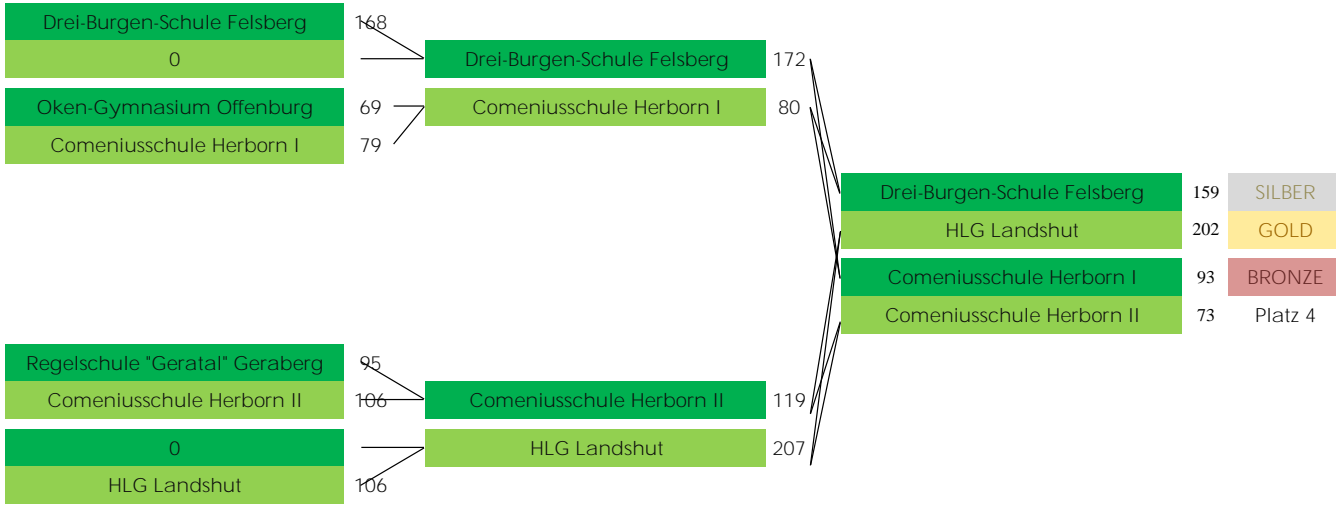 Drei-Burgen-Schule Felsberg 168
0
Oken-Gymnasium Offenburg 69
Comeniusschule Herborn I 79
Regelschule "Geratal" Geraberg 95
Comeniusschule Herborn II 106
0
HLG Landshut 106
Drei-Burgen-Schule Felsberg 172
Comeniusschule Herborn I 80
Comeniusschule Herborn II 119
HLG Landshut 207
Drei-Burgen-Schule Felsberg 159 SILBER
HLG Landshut 202 GOLD
Comeniusschule Herborn I 93 BRONZE
Comeniusschule Herborn II 73 Platz 4